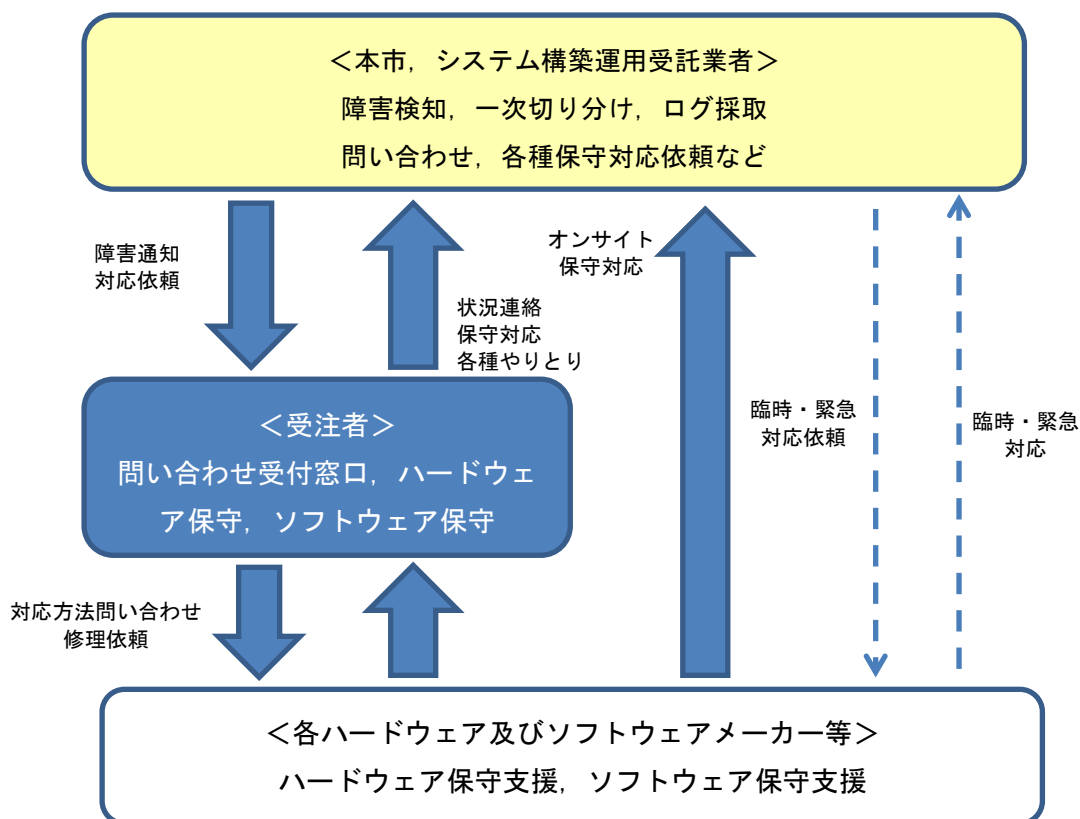 ＜本市，システム構築運用受託業者＞
障害検知，一次切り分け，ログ採取
問い合わせ，各種保守対応依頼など
障害通知
対応依頼
状況連絡
保守対応
各種やりとり
オンサイト
保守対応
臨時・緊急
対応依頼
臨時・緊急
対応
＜受注者＞
問い合わせ受付窓口，ハードウェ
ア保守，ソフトウェア保守
対応方法問い合わせ
修理依頼
＜各ハードウェア及びソフトウェアメーカー等＞
ハードウェア保守支援，ソフトウェア保守支援